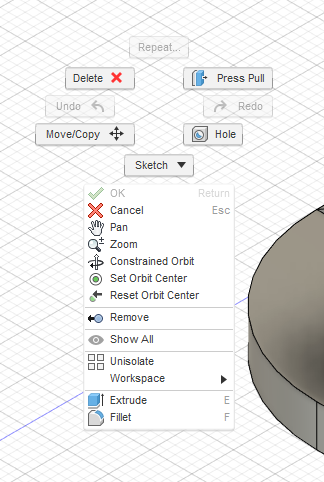 Repeat...
Delete
Press Pull
Undo
Redo
Move/Copy
Hole
Sketch
OK Return
Cancel Esc
Pan
Zoom
Constrained Orbit
Set Orbit Center
Reset Orbit Center
Remove
Show All
Unisolate
Workspace
Extrude E
Fillet F